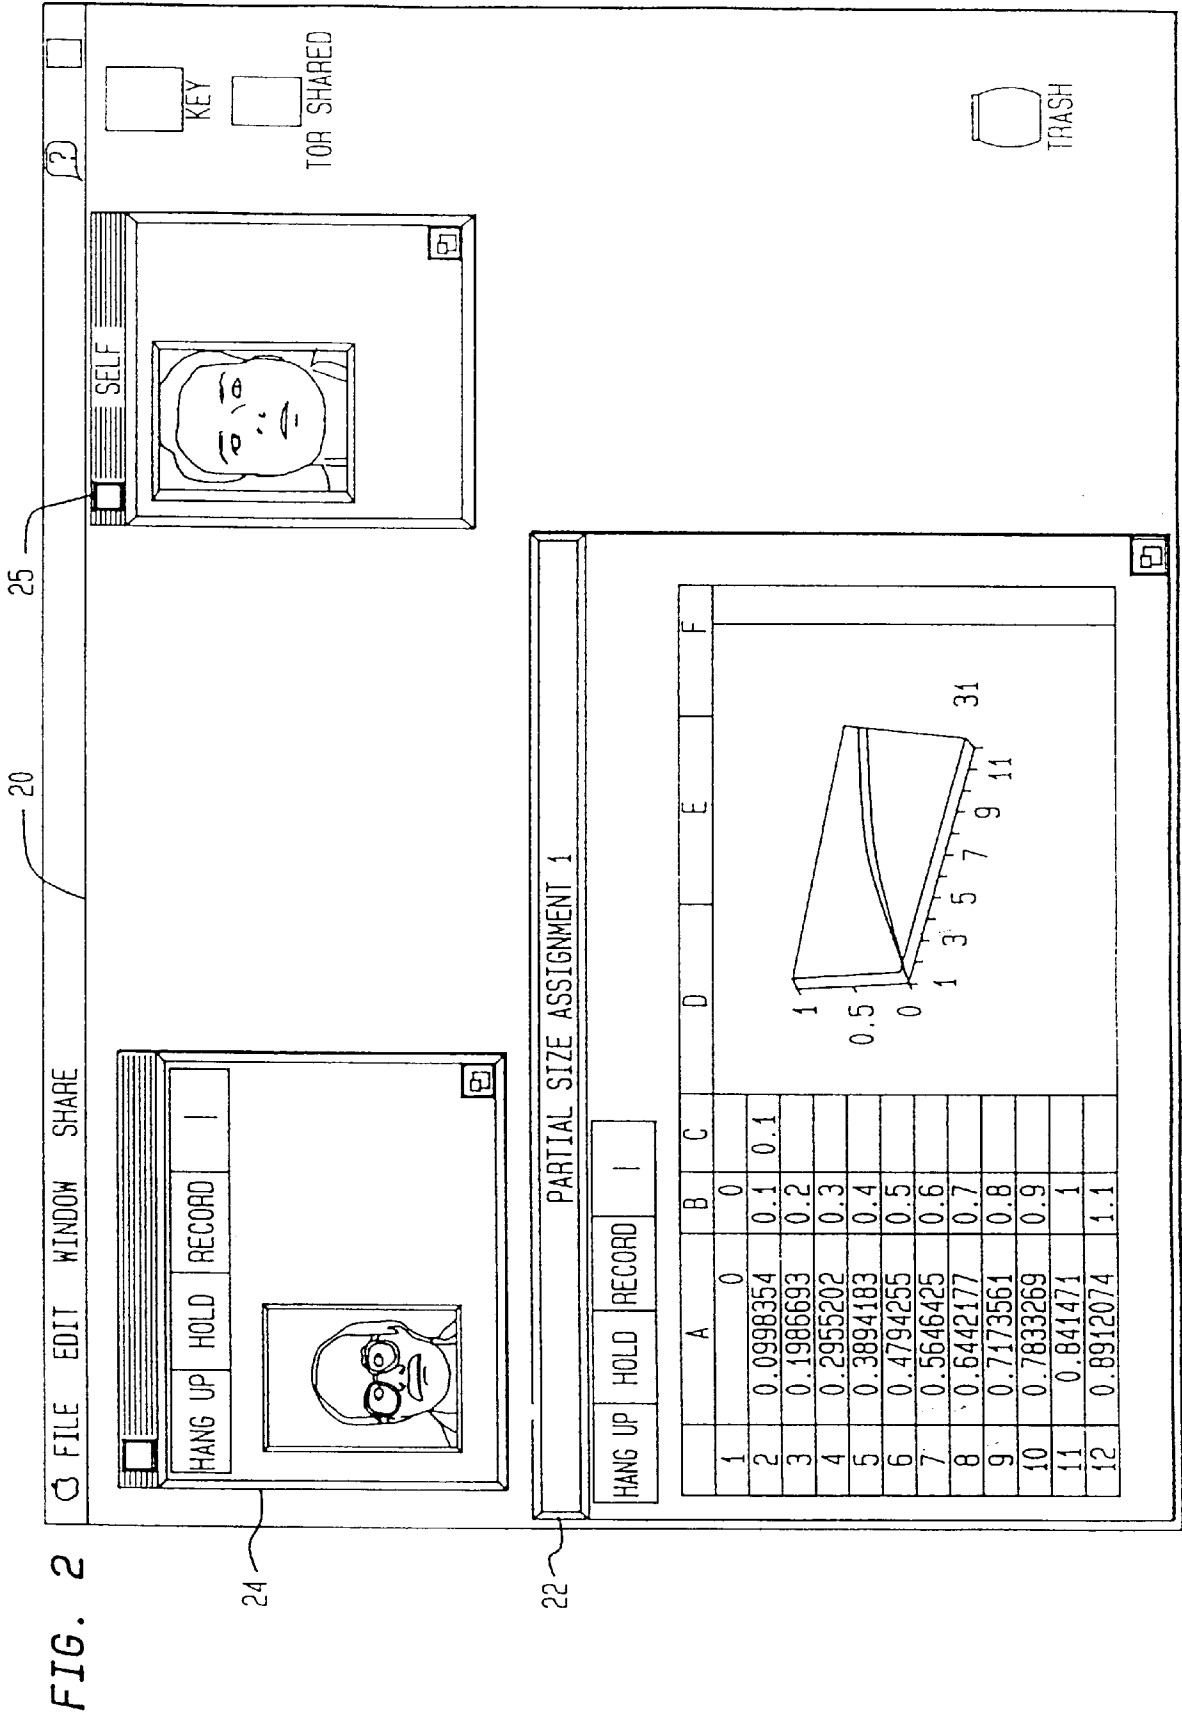 FIG. 2
20
25
FILE EDIT WINDOW SHARE ?
24
HANG UP HOLD RECORD |
SELF
KEY
TOR SHARED
22
PARTIAL SIZE ASSIGNMENT 1
HANG UP HOLD RECORD |
A B C D E F
1 0 0
2 0.0998354 0.1 0.1
3 0.1986693 0.2
4 0.2955202 0.3
5 0.3894183 0.4
6 0.4794255 0.5
7 0.5646425 0.6
8 0.6442177 0.7
9 0.7173561 0.8
10 0.7833269 0.9
11 0.841471 1
12 0.8912074 1.1
1
0.5
0
1 3 5 7 9 11
31
TRASH